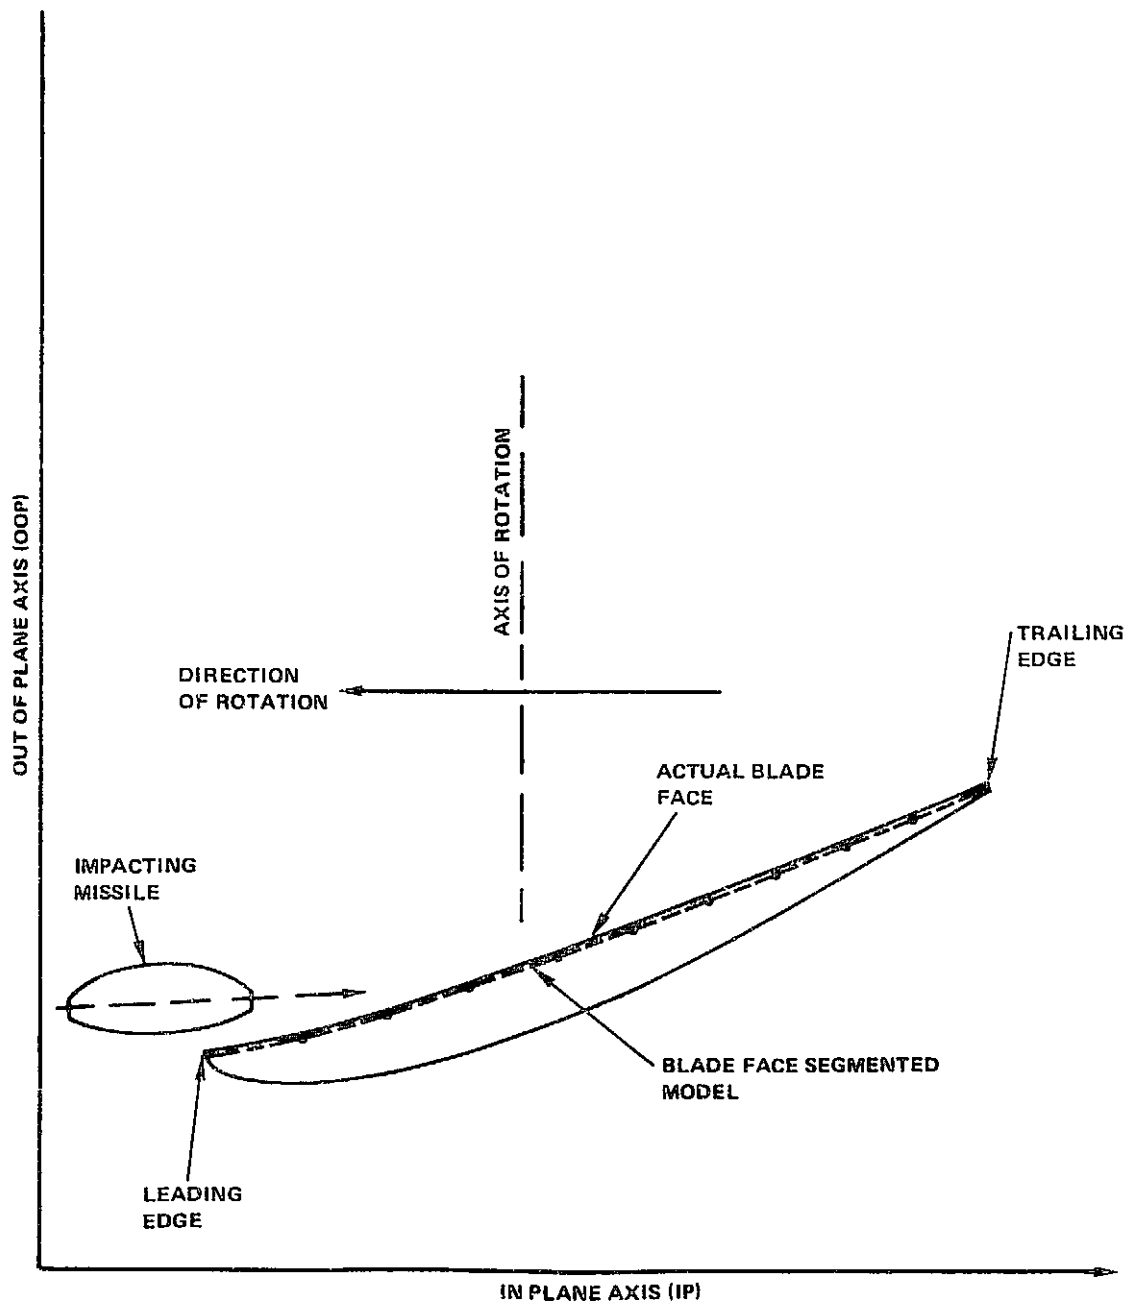 OUT OF PLANE AXIS (OOP)
AXIS OF ROTATION
TRAILING
EDGE
DIRECTION
OF ROTATION
ACTUAL BLADE
FACE
IMPACTING
MISSILE
BLADE FACE SEGMENTED
MODEL
LEADING
EDGE
IN PLANE AXIS (IP)